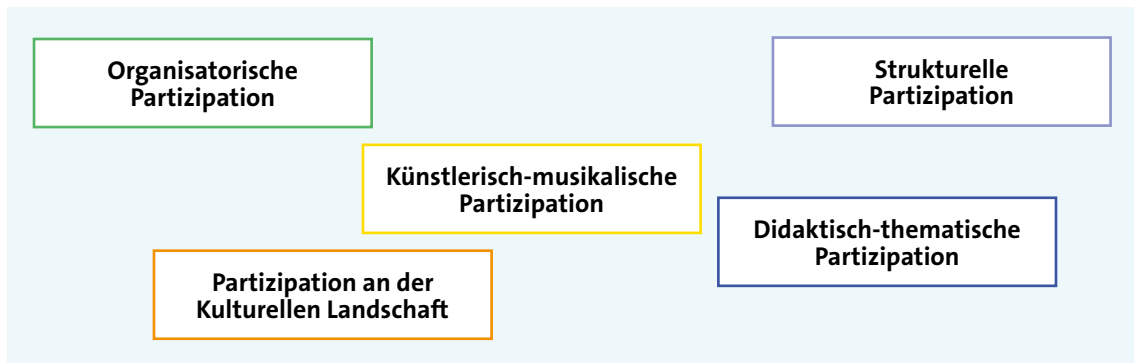 Organisatorische
Partizipation
Strukturelle
Partizipation
Künstlerisch-musikalische
Partizipation
Didaktisch-thematische
Partizipation
Partizipation an der
Kulturellen Landschaft